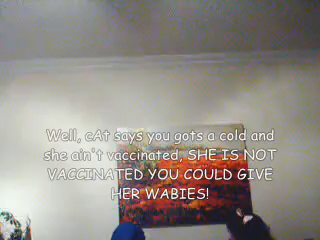 Well, cAt says you gots a cold and
she ain't vaccinated, SHE IS NOT
VACCINATED YOU COULD GIVE
HER WABIES!